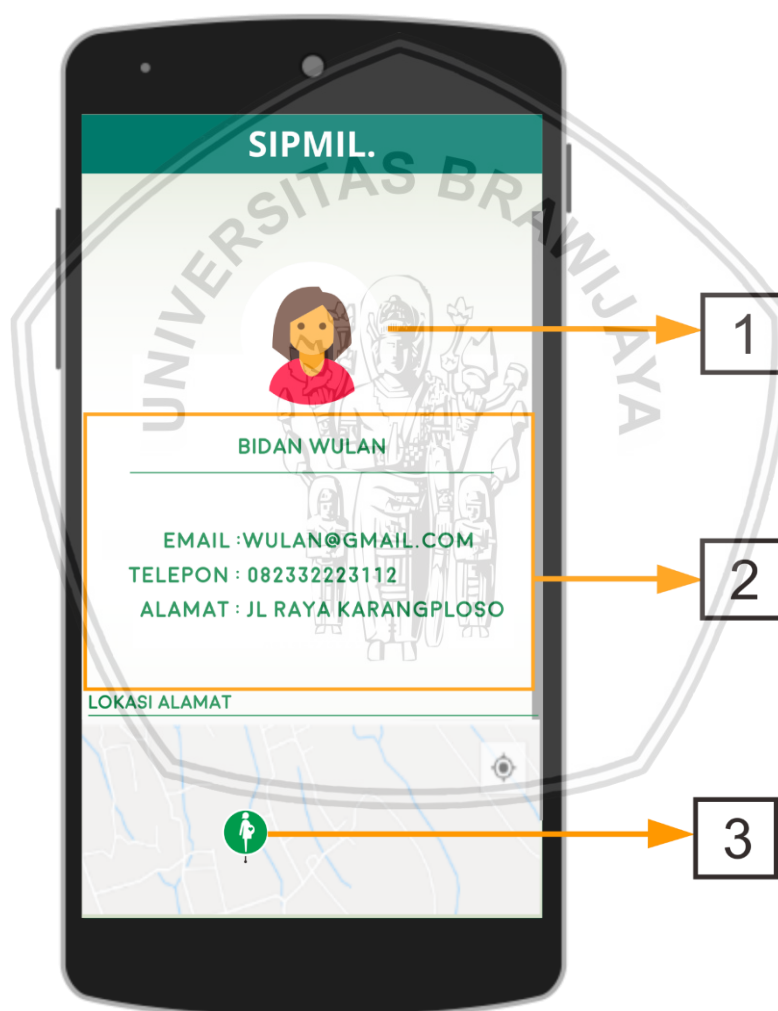 SIPMIL.
UNIVERSITAS BRAWIJAYA
1
BIDAN WULAN
EMAIL :WULAN@GMAIL.COM
TELEPON : 082332223112
ALAMAT : JL RAYA KARANGPLOSO
2
LOKASI ALAMAT
3